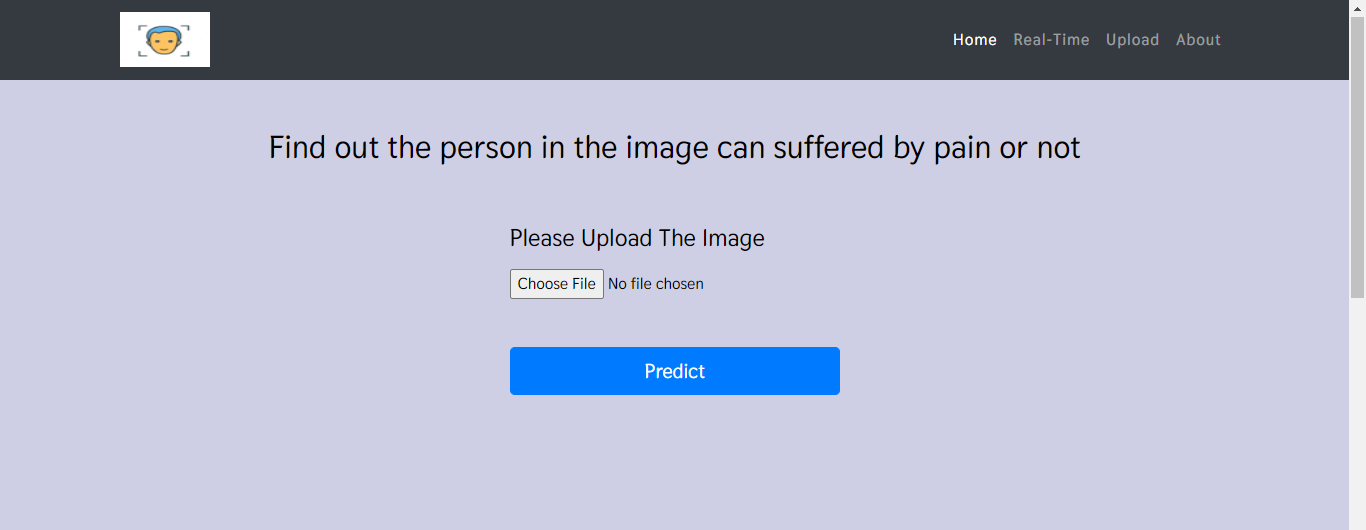 Home Real-Time Upload About
Find out the person in the image can suffered by pain or not
Please Upload The Image
Choose File No file chosen
Predict